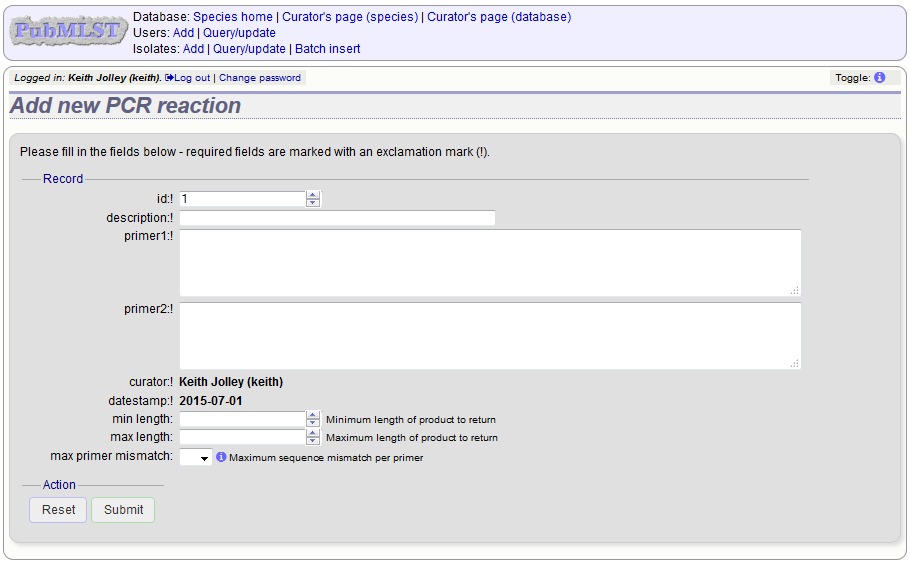 PubMLST
Database: Species home | Curator's page (species) | Curator's page (database)
Users: Add | Query/update
Isolates: Add | Query/update | Batch insert
Logged in: Keith Jolley (keith). Log out | Change password
Toggle: i
Add new PCR reaction
Please fill in the fields below - required fields are marked with an exclamation mark (!).
Record
id:! 1
description:!
primer1:!
primer2:!
curator:! Keith Jolley (keith)
datestamp:! 2015-07-01
min length: Minimum length of product to return
max length: Maximum length of product to return
max primer mismatch: i Maximum sequence mismatch per primer
Action
Reset Submit